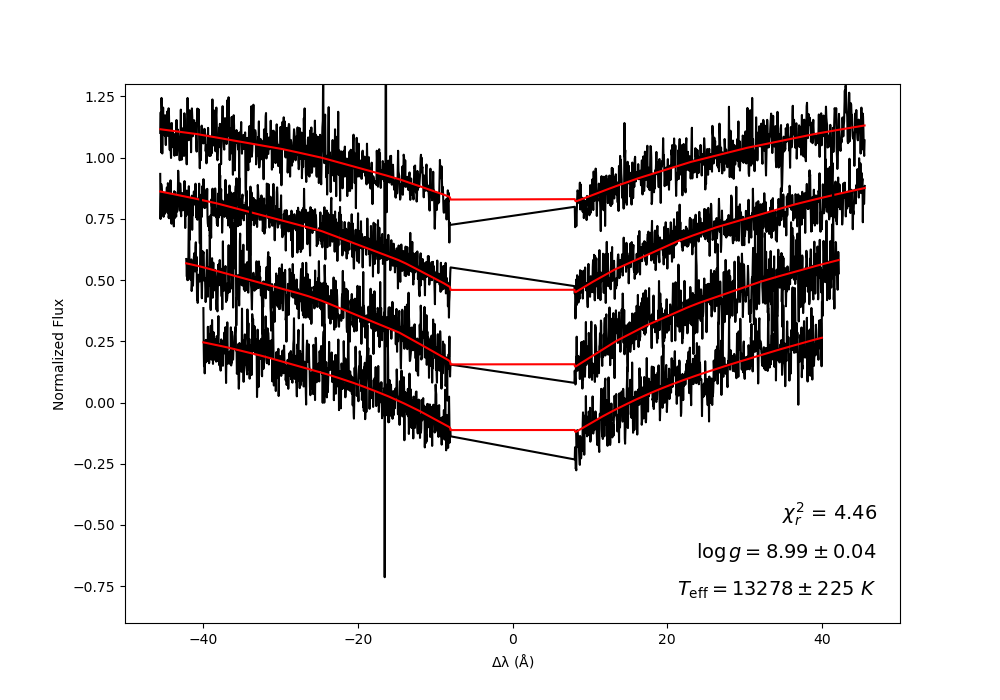 1.25
1.00
0.75
0.50
0.25
0.00
−0.25
−0.50
−0.75
Normalized Flux
χ²ᵣ = 4.46
log g = 8.99 ± 0.04
T_eff = 13278 ± 225 K
−40
−20
0
20
40
Δλ (Å)